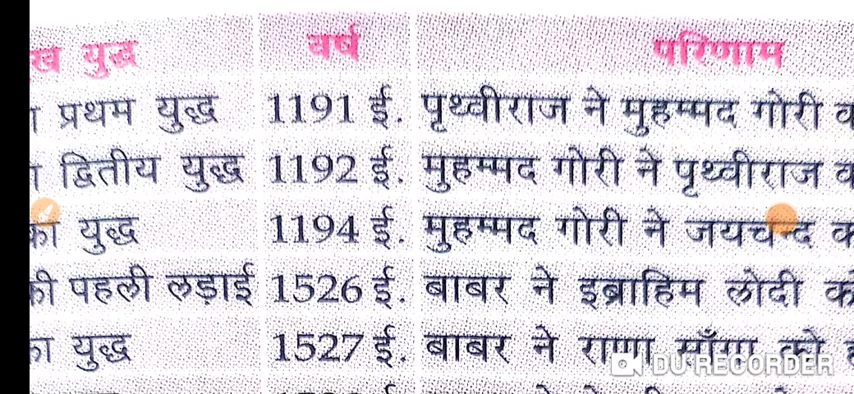 युद्ध वर्ष परिणाम
प्रथम युद्ध 1191 ई. पृथ्वीराज ने मुहम्मद गोरी
द्वितीय युद्ध 1192 ई. मुहम्मद गोरी ने पृथ्वीराज
का युद्ध 1194 ई. मुहम्मद गोरी ने जयचन्द
की पहली लड़ाई 1526 ई. बाबर ने इब्राहिम लोदी को
का युद्ध 1527 ई. बाबर ने राणा साँगा को
DU RECORDER